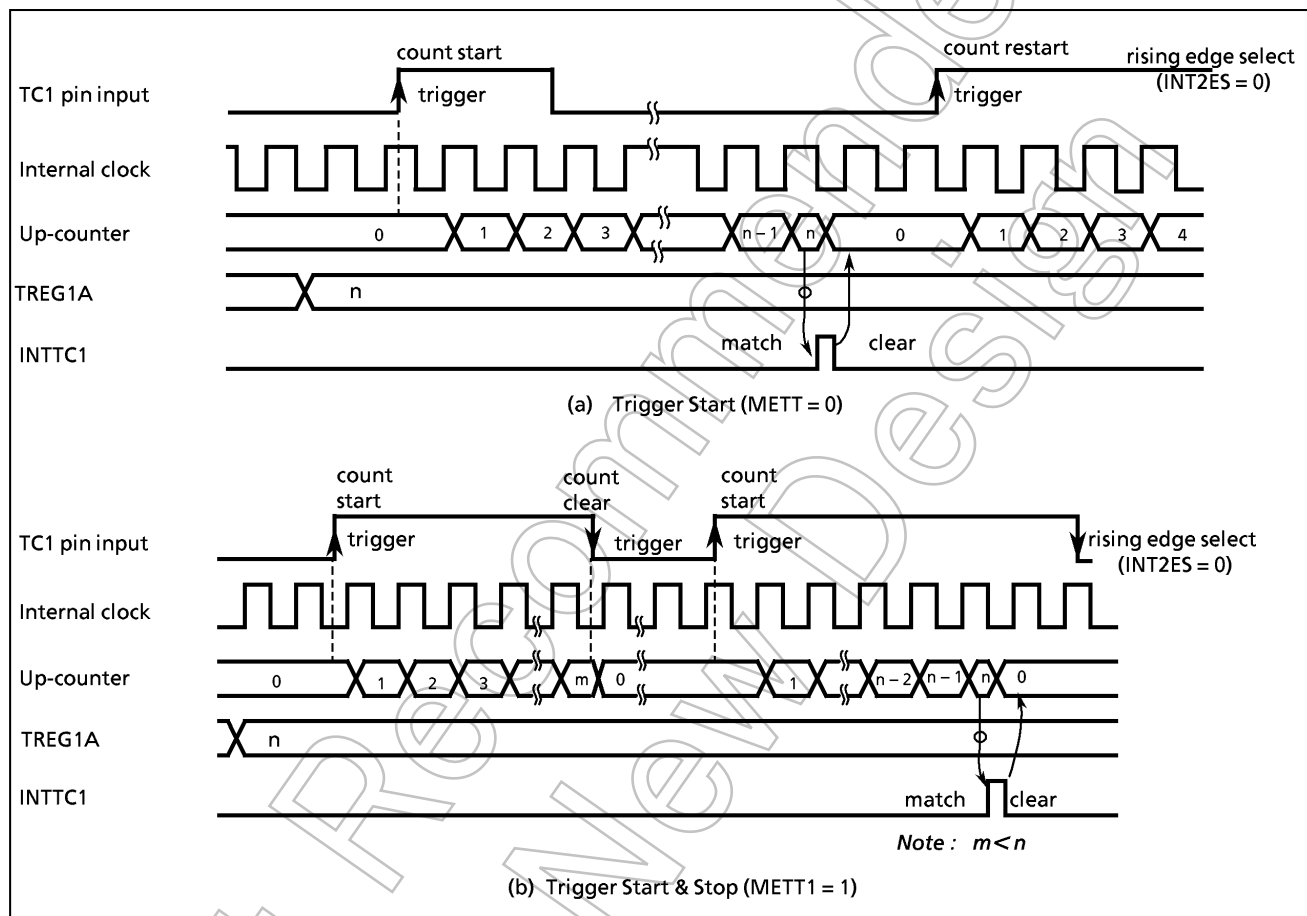 count start
count restart
rising edge select
(INT2ES = 0)
TC1 pin input
trigger
trigger
Internal clock
Up-counter
0 1 2 3 n – 1 n 0 1 2 3 4
TREG1A
n
INTTC1
match
clear
(a) Trigger Start (METT = 0)
count
start
count
clear
count
start
TC1 pin input
trigger
trigger
trigger
rising edge select
(INT2ES = 0)
Internal clock
Up-counter
0 1 2 3 m 0 1 n – 2 n – 1 n 0
TREG1A
n
INTTC1
match
clear
Note : m < n
(b) Trigger Start & Stop (METT1 = 1)
Recommende
New Design